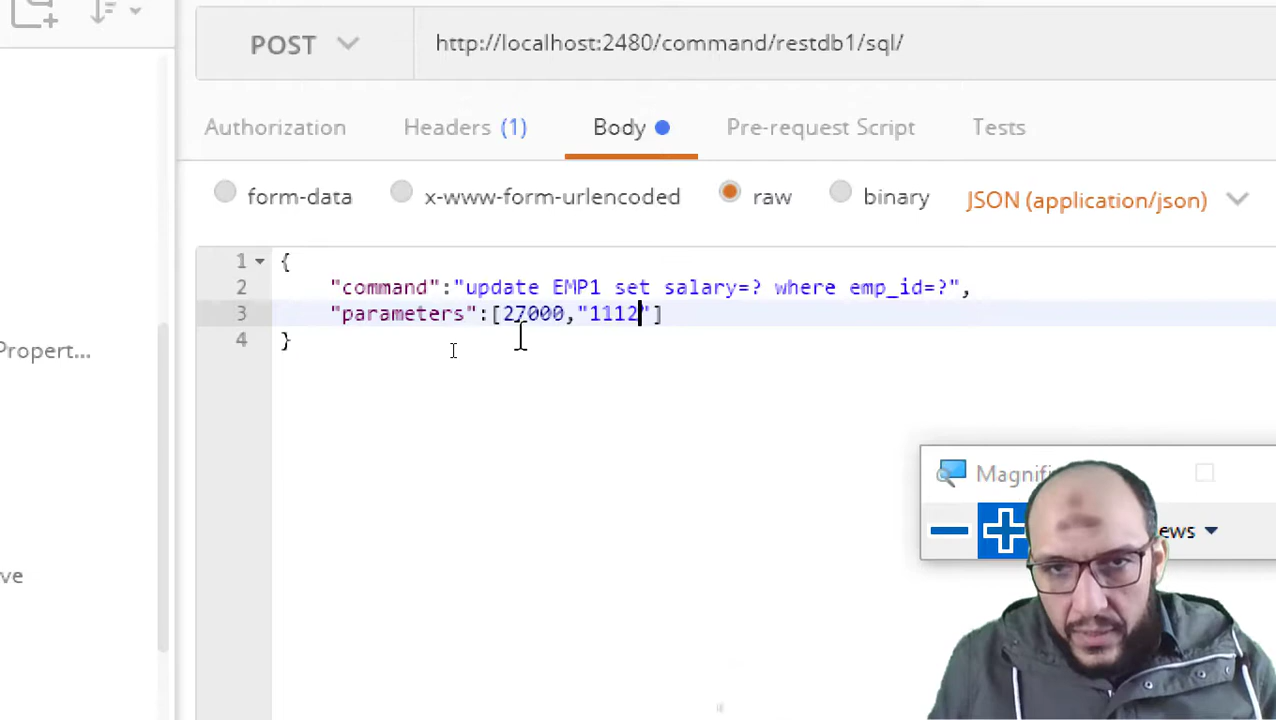 POST
http://localhost:2480/command/restdb1/sql/
Authorization
Headers (1)
Body
Pre-request Script
Tests
form-data
x-www-form-urlencoded
raw
binary
JSON (application/json)
1 {
2 "command":"update EMP1 set salary=? where emp_id=?",
3 "parameters":[27000,"1112"]
4 }
Propert...
ve
Magnifi
ews